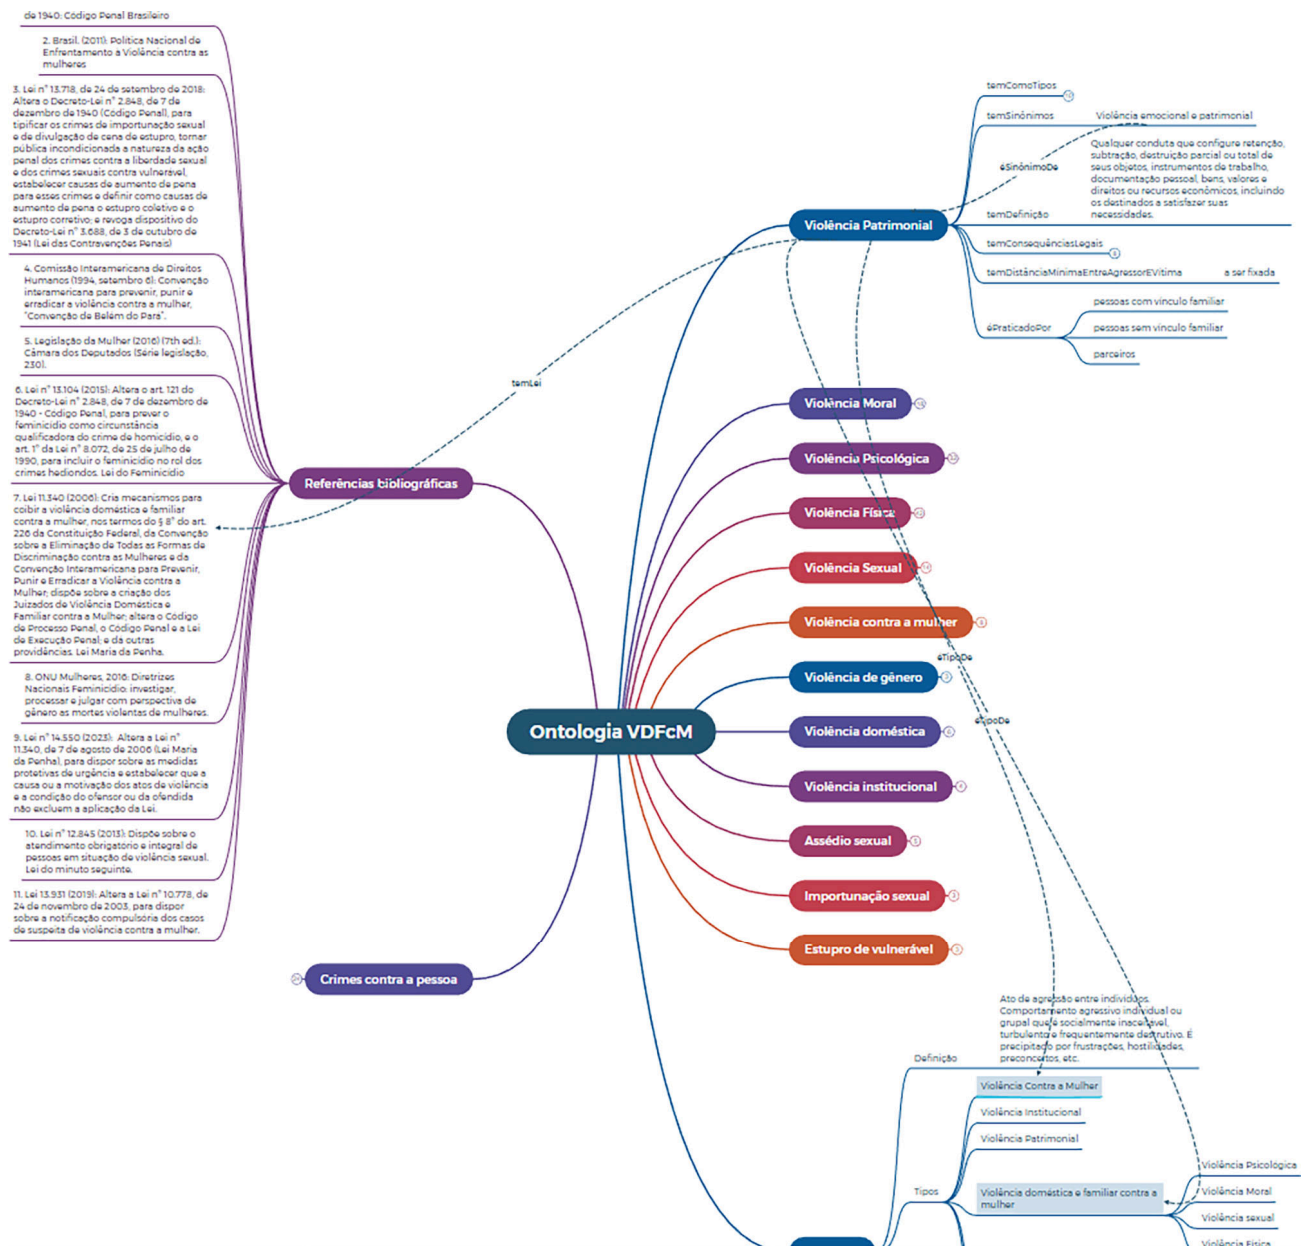 de 1940: Código Penal Brasileiro
2. Brasil. (2011): Política Nacional de
Enfrentamento à Violência contra as
mulheres
3. Lei n° 13.718, de 24 de setembro de 2018:
Altera o Decreto-Lei n° 2.848, de 7 de
dezembro de 1940 (Código Penal), para
tipificar os crimes de importunação sexual
e de divulgação de cena de estupro, tornar
pública incondicionada a natureza da ação
penal dos crimes contra a liberdade sexual
e dos crimes sexuais contra vulnerável,
estabelecer causas de aumento de pena
para esses crimes e definir como causas de
aumento de pena o estupro coletivo e o
estupro corretivo; e revoga dispositivo do
Decreto-Lei n° 3.688, de 3 de outubro de
1941 (Lei das Contravenções Penais)
4. Comissão Interamericana de Direitos
Humanos (1994, setembro 6): Convenção
interamericana para prevenir, punir e
erradicar a violência contra a mulher,
"Convenção de Belém do Pará".
5. Legislação da Mulher (2016) (7th ed.):
Câmara dos Deputados (Série legislação,
230).
6. Lei n° 13.104 (2015): Altera o art. 121 do
Decreto-Lei n° 2.848, de 7 de dezembro de
1940 - Código Penal, para prever o
feminicídio como circunstância
qualificadora do crime de homicídio, e o
art. 1° da Lei n° 8.072, de 25 de julho de
1990, para incluir o feminicídio no rol dos
crimes hediondos. Lei do Feminicídio
7. Lei 11.340 (2006): Cria mecanismos para
coibir a violência doméstica e familiar
contra a mulher, nos termos do § 8° do art.
226 da Constituição Federal, da Convenção
sobre a Eliminação de Todas as Formas de
Discriminação contra as Mulheres e da
Convenção Interamericana para Prevenir,
Punir e Erradicar a Violência contra a
Mulher; dispõe sobre a criação dos
Juizados de Violência Doméstica e
Familiar contra a Mulher; altera o Código
de Processo Penal, o Código Penal e a Lei
de Execução Penal; e dá outras
providências. Lei Maria da Penha.
8. ONU Mulheres, 2016: Diretrizes
Nacionais Feminicídio: investigar,
processar e julgar com perspectiva de
gênero as mortes violentas de mulheres.
9. Lei n° 14.550 (2023): Altera a Lei n°
11.340, de 7 de agosto de 2006 (Lei Maria
da Penha), para dispor sobre as medidas
protetivas de urgência e estabelecer que a
causa ou a motivação dos atos de violência
e a condição do ofensor ou da ofendida
não excluem a aplicação da Lei.
10. Lei n° 12.845 (2013): Dispõe sobre o
atendimento obrigatório e integral de
pessoas em situação de violência sexual.
Lei do minuto seguinte.
11. Lei 13.931 (2019): Altera a Lei n° 10.778, de
24 de novembro de 2003, para dispor
sobre a notificação compulsória dos casos
de suspeita de violência contra a mulher.
Referências bibliográficas
Crimes contra a pessoa
temLei
Ontologia VDFcM
Violência Patrimonial
temComoTipos
temSinônimos
Violência emocional e patrimonial
éSinônimoDe
temDefinição
Qualquer conduta que configure retenção,
subtração, destruição parcial ou total de
seus objetos, instrumentos de trabalho,
documentação pessoal, bens, valores e
direitos ou recursos econômicos, incluindo
os destinados a satisfazer suas
necessidades.
temConsequênciasLegais
temDistânciaMínimaEntreAgressorEVítima
a ser fixada
éPraticadoPor
pessoas com vínculo familiar
pessoas sem vínculo familiar
parceiros
Violência Moral
Violência Psicológica
Violência Física
Violência Sexual
Violência contra a mulher
éTipoDe
Violência de gênero
éTipoDe
Violência doméstica
Violência institucional
Assédio sexual
Importunação sexual
Estupro de vulnerável
Definição
Ato de agressão entre indivíduos.
Comportamento agressivo individual ou
grupal que é socialmente inaceitável,
turbulento e frequentemente destrutivo. É
precipitado por frustrações, hostilidades,
preconceitos, etc.
Tipos
Violência Contra a Mulher
Violência Institucional
Violência Patrimonial
Violência doméstica e familiar contra a
mulher
Violência Psicológica
Violência Moral
Violência sexual
Violência Física